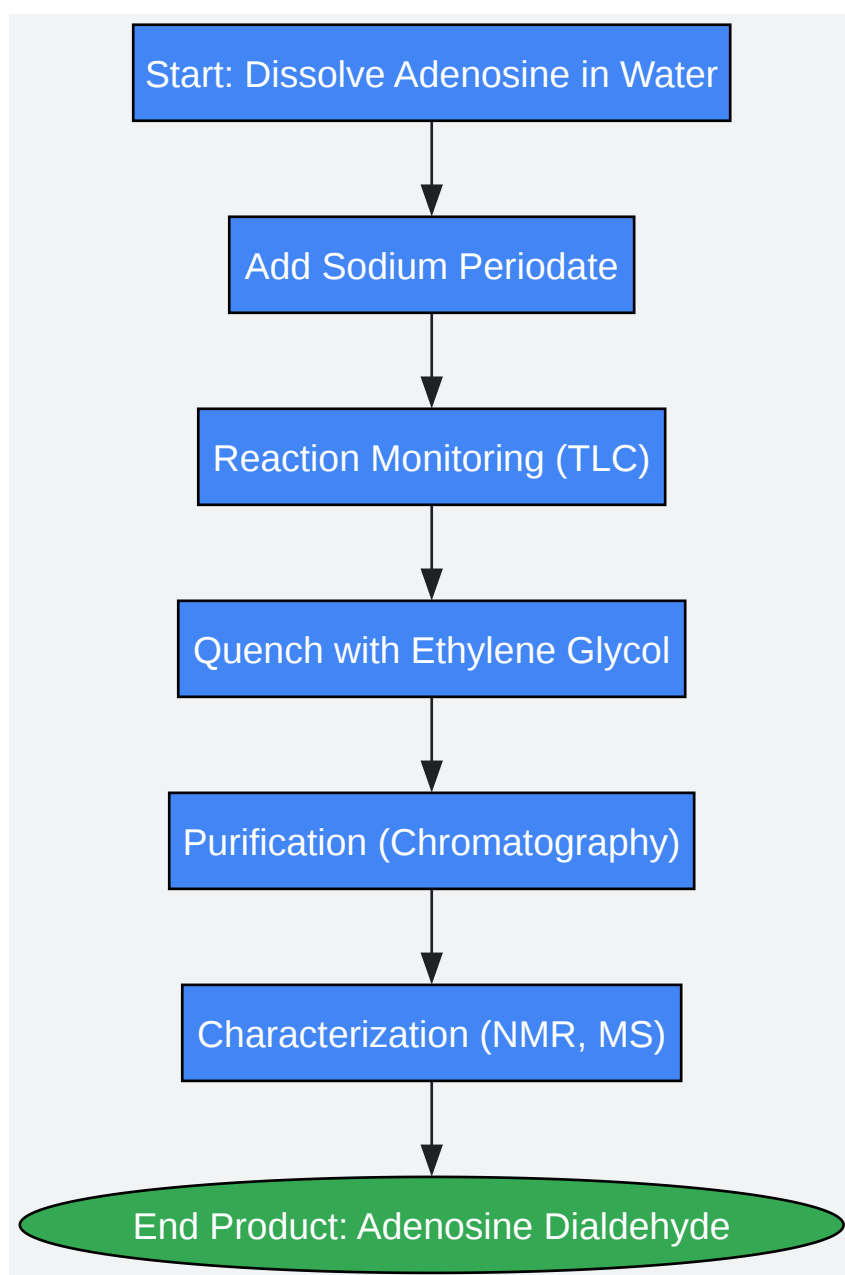 Start: Dissolve Adenosine in Water
Add Sodium Periodate
Reaction Monitoring (TLC)
Quench with Ethylene Glycol
Purification (Chromatography)
Characterization (NMR, MS)
End Product: Adenosine Dialdehyde